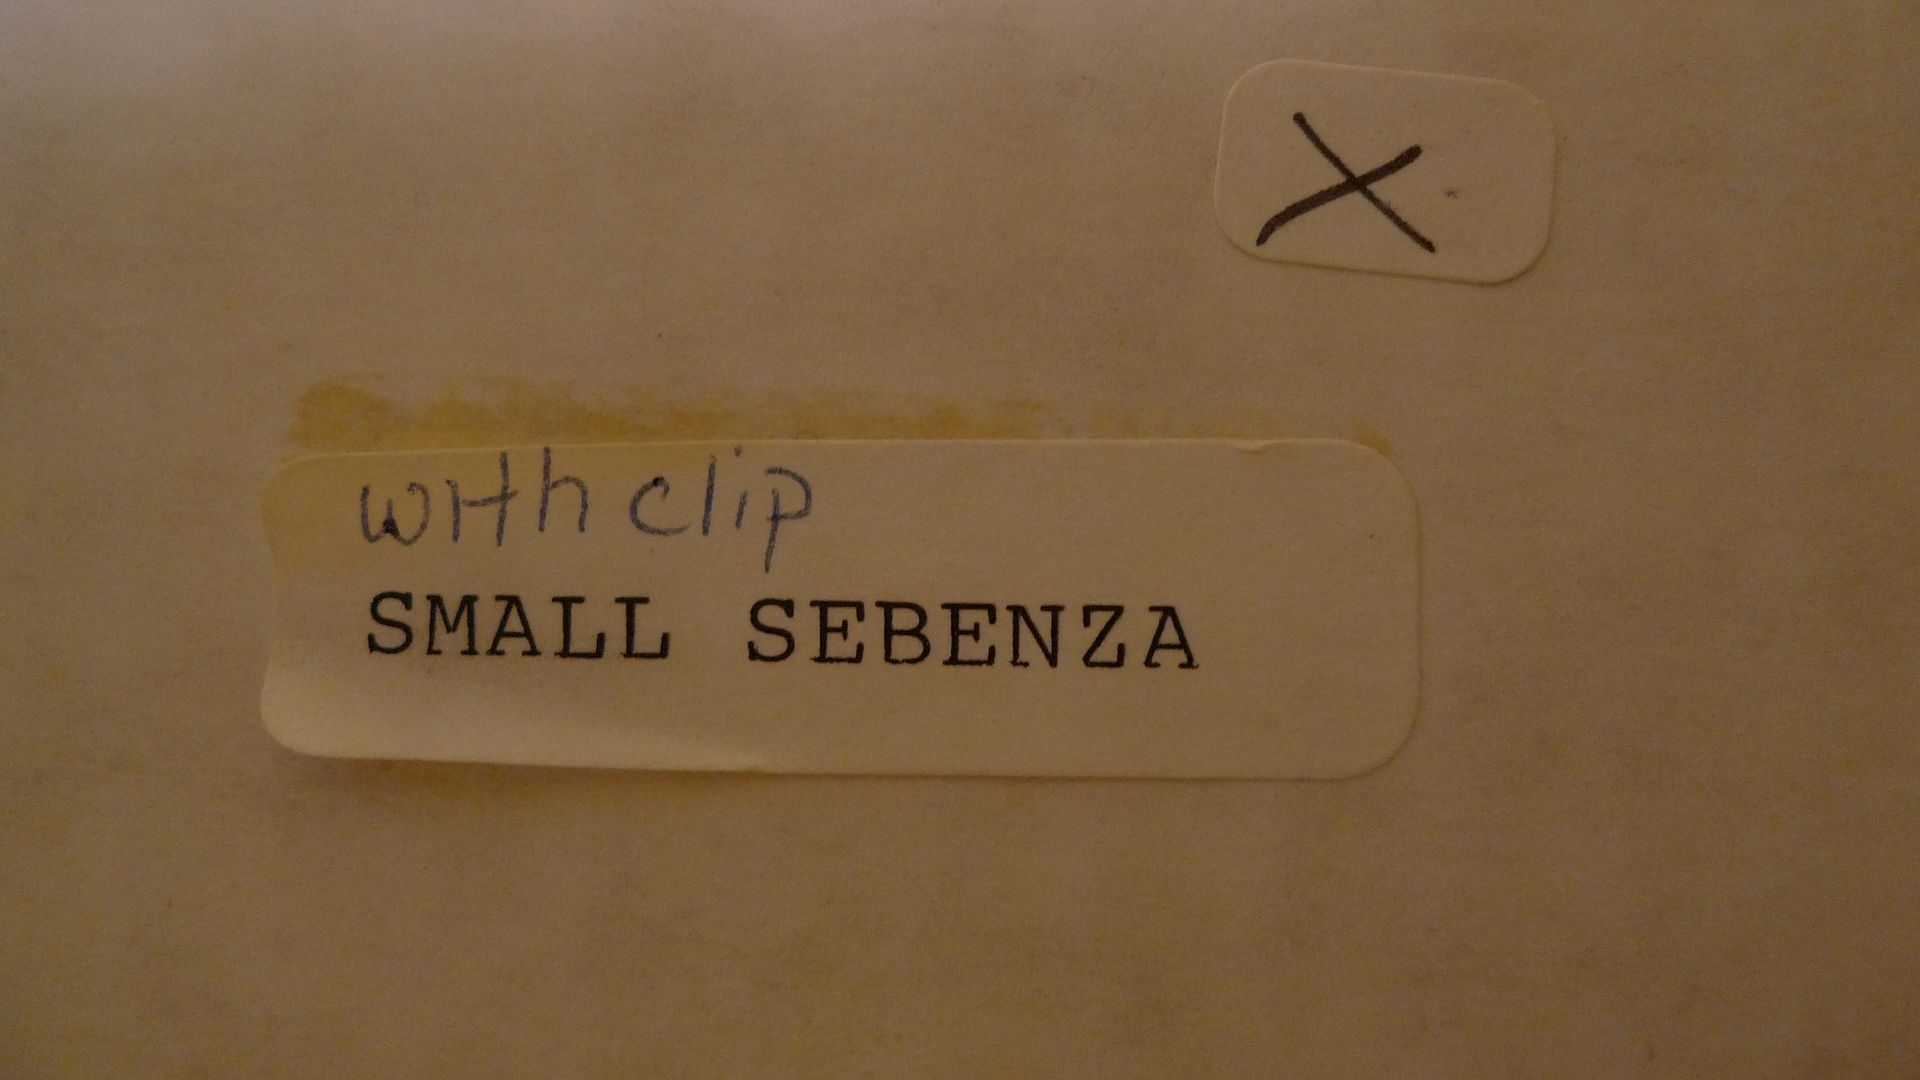 X
with clip
SMALL SEBENZA